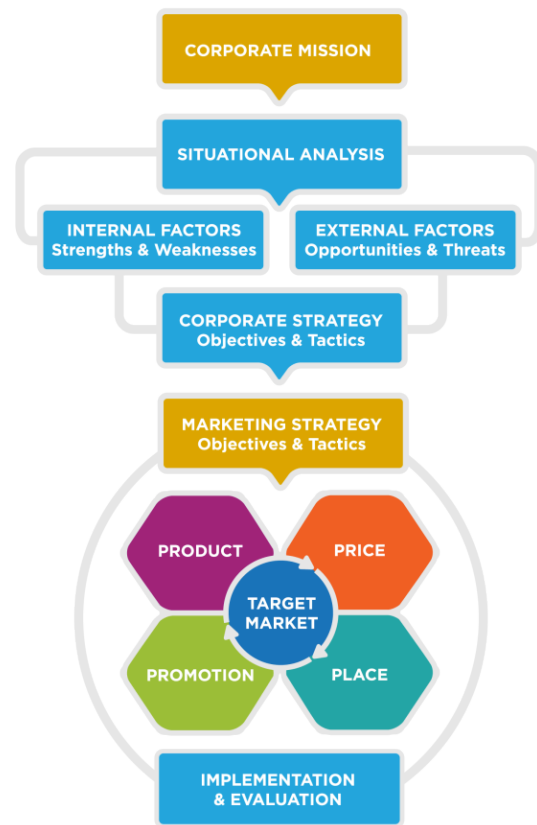 CORPORATE MISSION
SITUATIONAL ANALYSIS
INTERNAL FACTORS
Strengths & Weaknesses
EXTERNAL FACTORS
Opportunities & Threats
CORPORATE STRATEGY
Objectives & Tactics
MARKETING STRATEGY
Objectives & Tactics
PRODUCT
PRICE
TARGET
MARKET
PROMOTION
PLACE
IMPLEMENTATION
& EVALUATION